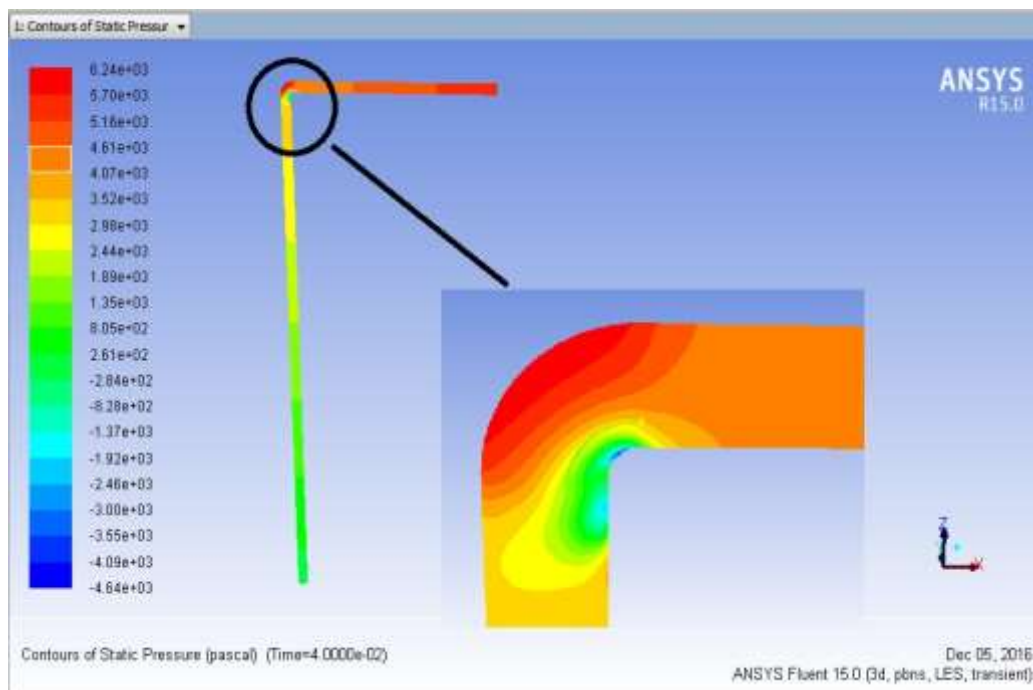 1: Contours of Static Pressur
ANSYS
R15.0
6.24e+03
5.70e+03
5.16e+03
4.61e+03
4.07e+03
3.52e+03
2.98e+03
2.44e+03
1.89e+03
1.35e+03
8.05e+02
2.61e+02
-2.84e+02
-8.28e+02
-1.37e+03
-1.92e+03
-2.46e+03
-3.00e+03
-3.55e+03
-4.09e+03
-4.64e+03
Z
X
Contours of Static Pressure (pascal) (Time=4.0000e-02)
Dec 05, 2016
ANSYS Fluent 15.0 (3d, pbns, LES, transient)